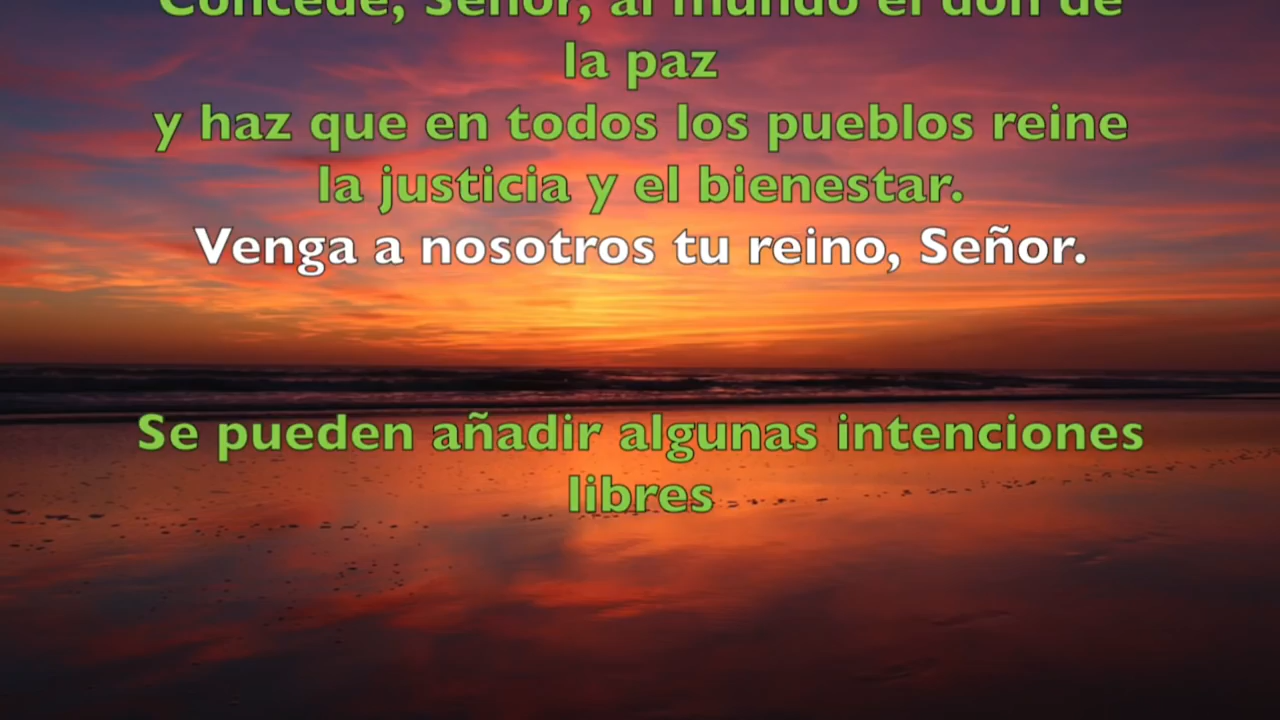 Concede, Señor, al mundo el don de
la paz
y haz que en todos los pueblos reine
la justicia y el bienestar.
Venga a nosotros tu reino, Señor.
Se pueden añadir algunas intenciones
libres